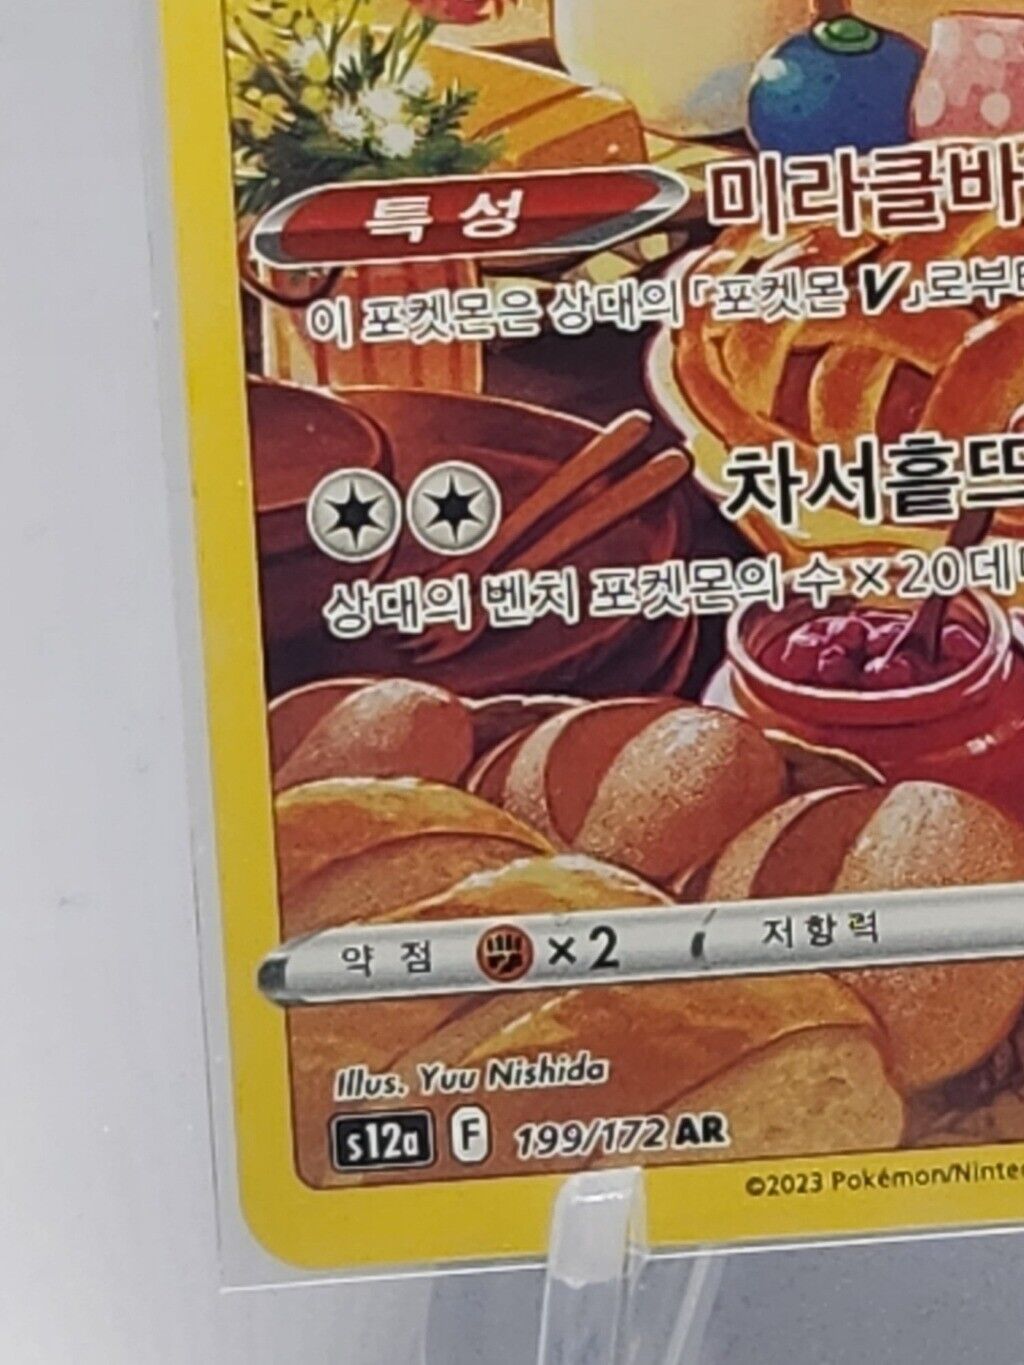 특성 미라클바
이 포켓몬은 상대의 「포켓몬 V」로부터
차서흩뜨
상대의 벤치 포켓몬의 수 × 20데미
약점 ×2 저항력
Illus. Yuu Nishida
s12a F 199/172 AR
©2023 Pokémon/Ninten